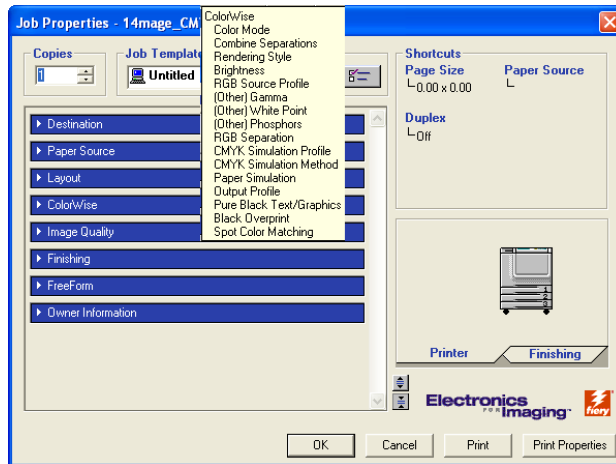 Job Properties - 14mage_CM
ColorWise
Color Mode
Combine Separations
Rendering Style
Brightness
RGB Source Profile
(Other) Gamma
(Other) White Point
(Other) Phosphors
RGB Separation
CMYK Simulation Profile
CMYK Simulation Method
Paper Simulation
Output Profile
Pure Black Text/Graphics
Black Overprint
Spot Color Matching
Copies
1
Job Template
Untitled
Shortcuts
Page Size
0.00 x 0.00
Paper Source
Duplex
Off
Destination
Paper Source
Layout
ColorWise
Image Quality
Finishing
FreeForm
Owner Information
1
2
3
Printer
Finishing
Electronics
FOR Imaging
fiery
OK
Cancel
Print
Print Properties